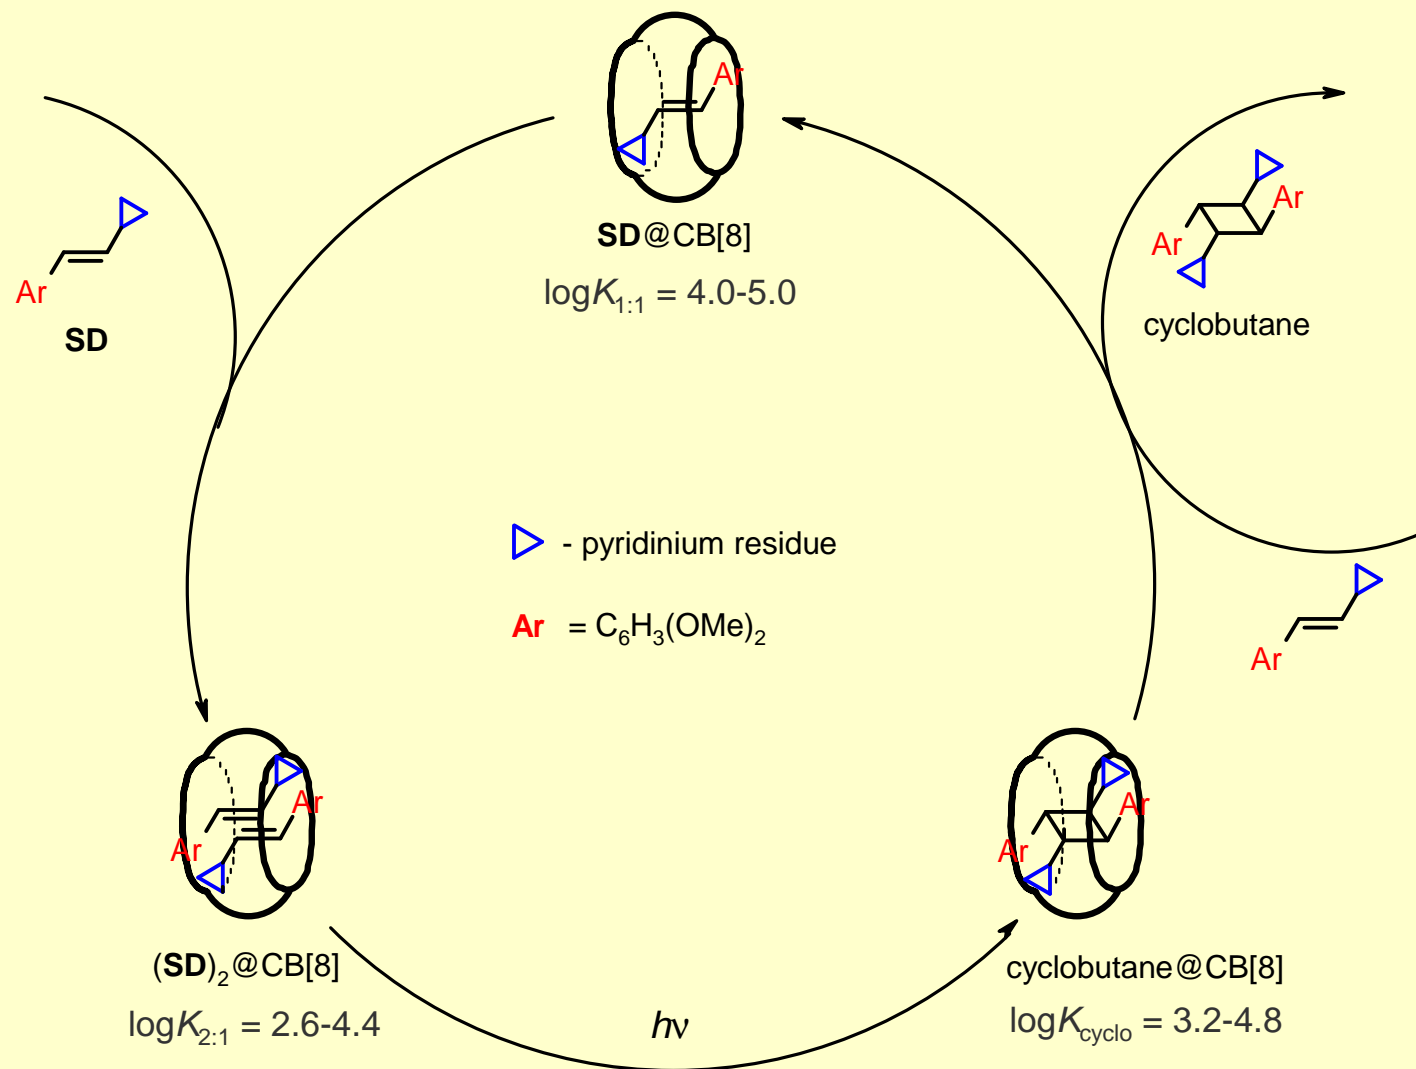 Ar
SD@CB[8]
logK1:1 = 4.0-5.0
Ar
SD
Ar
Ar
cyclobutane
- pyridinium residue
Ar = C6H3(OMe)2
Ar
Ar
Ar
(SD)2@CB[8]
logK2:1 = 2.6-4.4
hν
Ar
Ar
cyclobutane@CB[8]
logKcyclo = 3.2-4.8